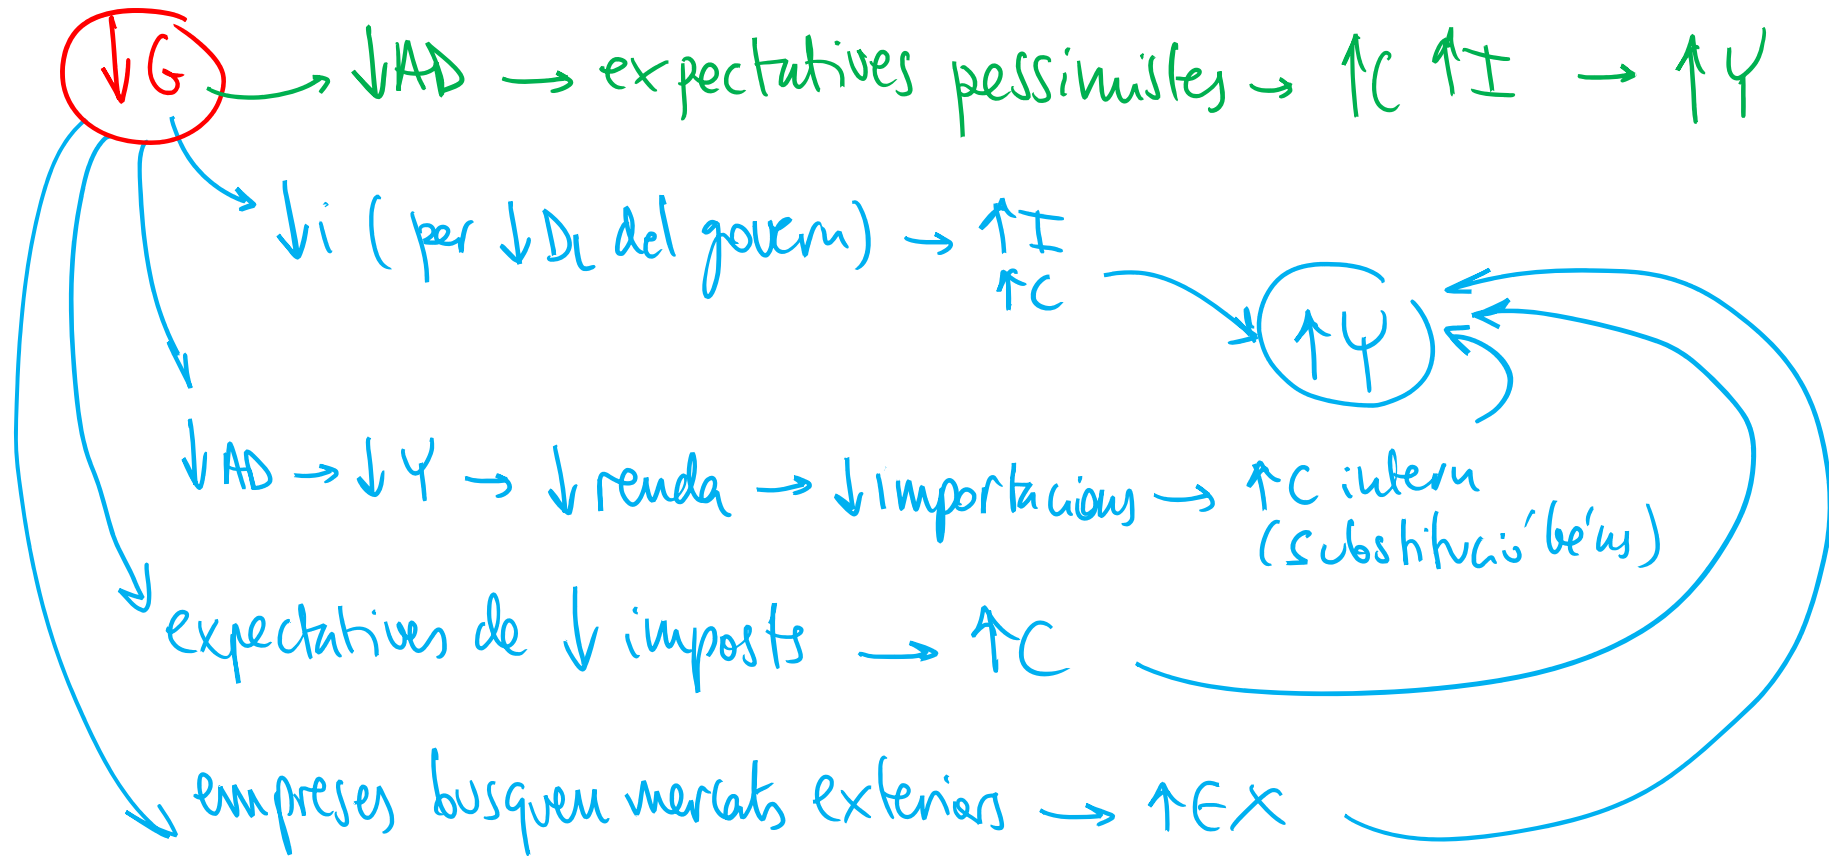 ↓G → ↓AD → expectatives pessimistes → ↑C ↑I → ↑Y
↓i (per ↓DL del govern) → ↑I
↑C
↑Y
↓AD → ↓Y → ↓renda → ↓importacions → ↑C intern
(substitució béns)
expectatives de ↓ imposts → ↑C
empreses busquen mercats exteriors → ↑EX